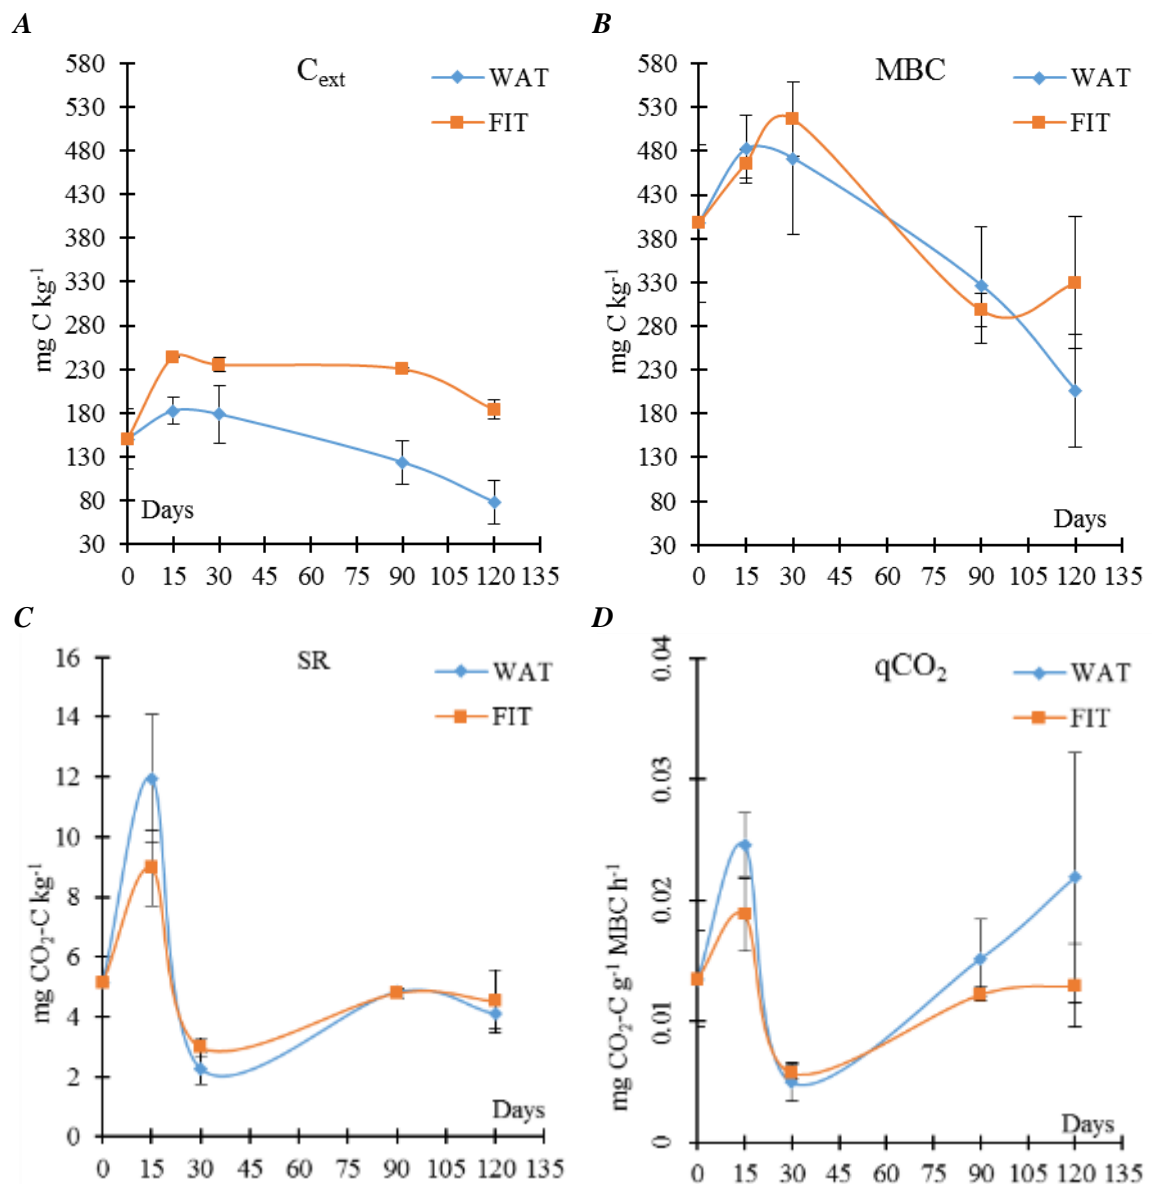 A
C_ext
WAT
FIT
580
530
480
430
380
330
280
230
180
130
80
30
mg C kg⁻¹
Days
0 15 30 45 60 75 90 105 120 135
B
MBC
WAT
FIT
580
530
480
430
380
330
280
230
180
130
80
30
mg C kg⁻¹
Days
0 15 30 45 60 75 90 105 120 135
C
SR
WAT
FIT
16
14
12
10
8
6
4
2
0
mg CO₂-C kg⁻¹
Days
0 15 30 45 60 75 90 105 120 135
D
qCO₂
WAT
FIT
0.04
0.03
0.02
0.01
0
mg CO₂-C g⁻¹ MBC h⁻¹
Days
0 15 30 45 60 75 90 105 120 135